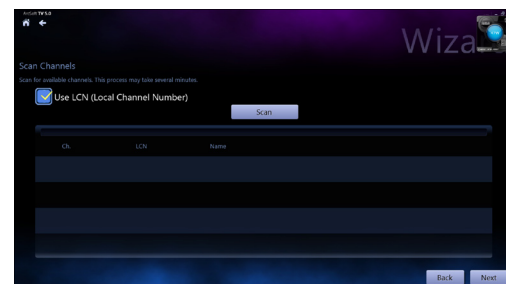 ArcSoft TV 5.0
Wiza
Scan Channels
Scan for available channels. This process may take several minutes.
Use LCN (Local Channel Number)
Scan
Ch. LCN Name
Back Next